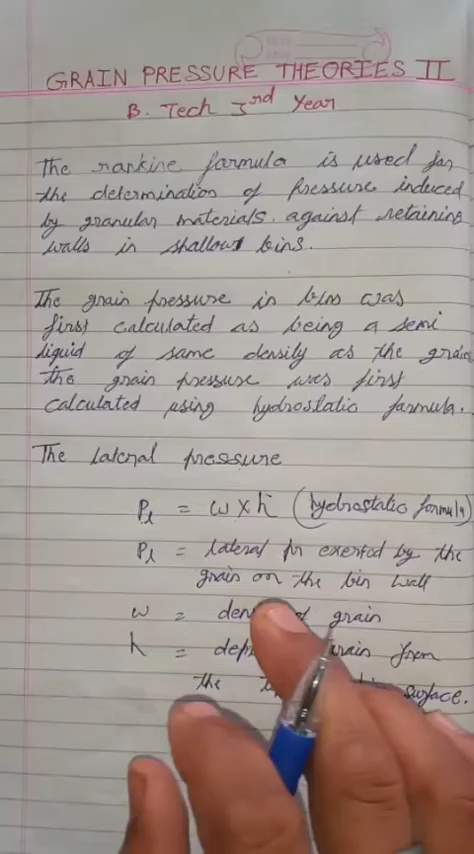 GRAIN PRESSURE THEORIES II
B. Tech 3rd Year
The rankine formula is used for
the determination of Pressure induced
by granular materials against retaining
walls in shallow bins.
The grain pressure in bins was
first calculated as being a semi
liquid of same density as the grain
the grain pressure was first
calculated using hydrostatic formula.
The lateral pressure
Pl = w x h (hydrostatic formula)
Pl = lateral pr exerted by the
grain on the bin wall
w = grain
h = from
the surface.